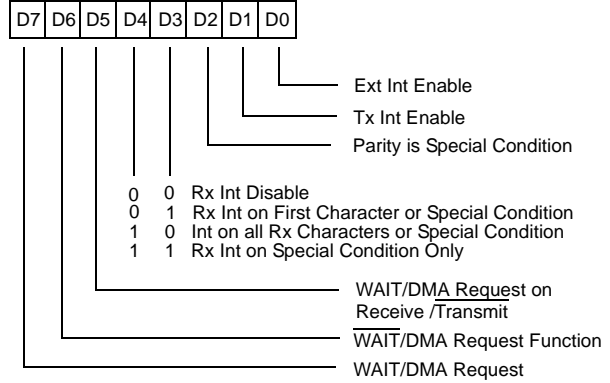 D7 D6 D5 D4 D3 D2 D1 D0
Ext Int Enable
Tx Int Enable
Parity is Special Condition
0 0 Rx Int Disable
0 1 Rx Int on First Character or Special Condition
1 0 Int on all Rx Characters or Special Condition
1 1 Rx Int on Special Condition Only
WAIT/DMA Request on
Receive /Transmit
WAIT/DMA Request Function
WAIT/DMA Request